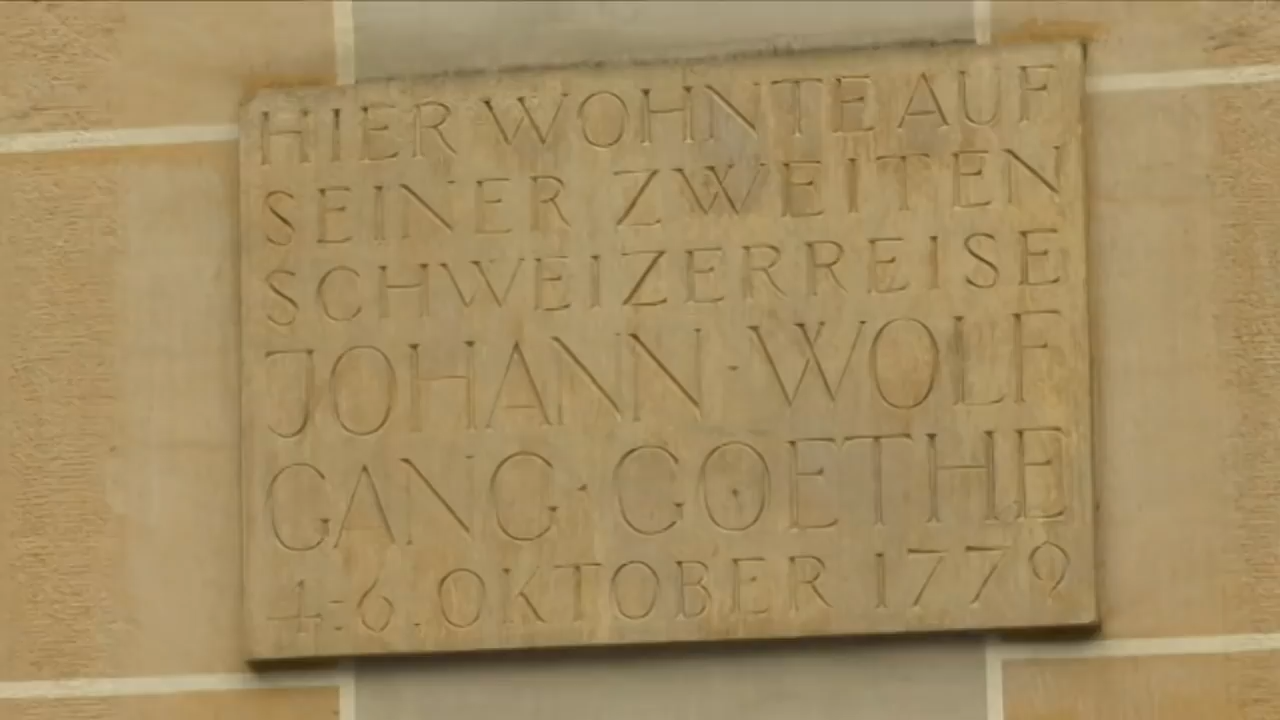 HIER WOHNTE AUF
SEINER ZWEITEN
SCHWEIZERREISE
JOHANN · WOLF
GANG · GOETHE
4.-6. OKTOBER 1779